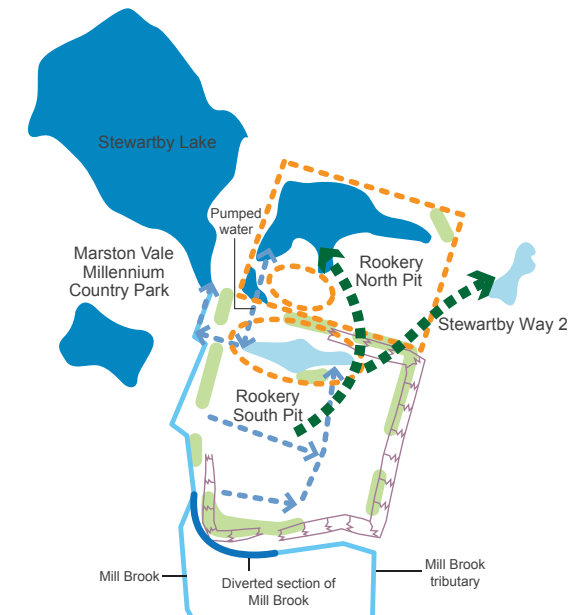 Stewartby Lake
Pumped
water
Marston Vale
Millennium
Country Park
Rookery
North Pit
Stewartby Way 2
Rookery
South Pit
Mill Brook
Diverted section of
Mill Brook
Mill Brook
tributary